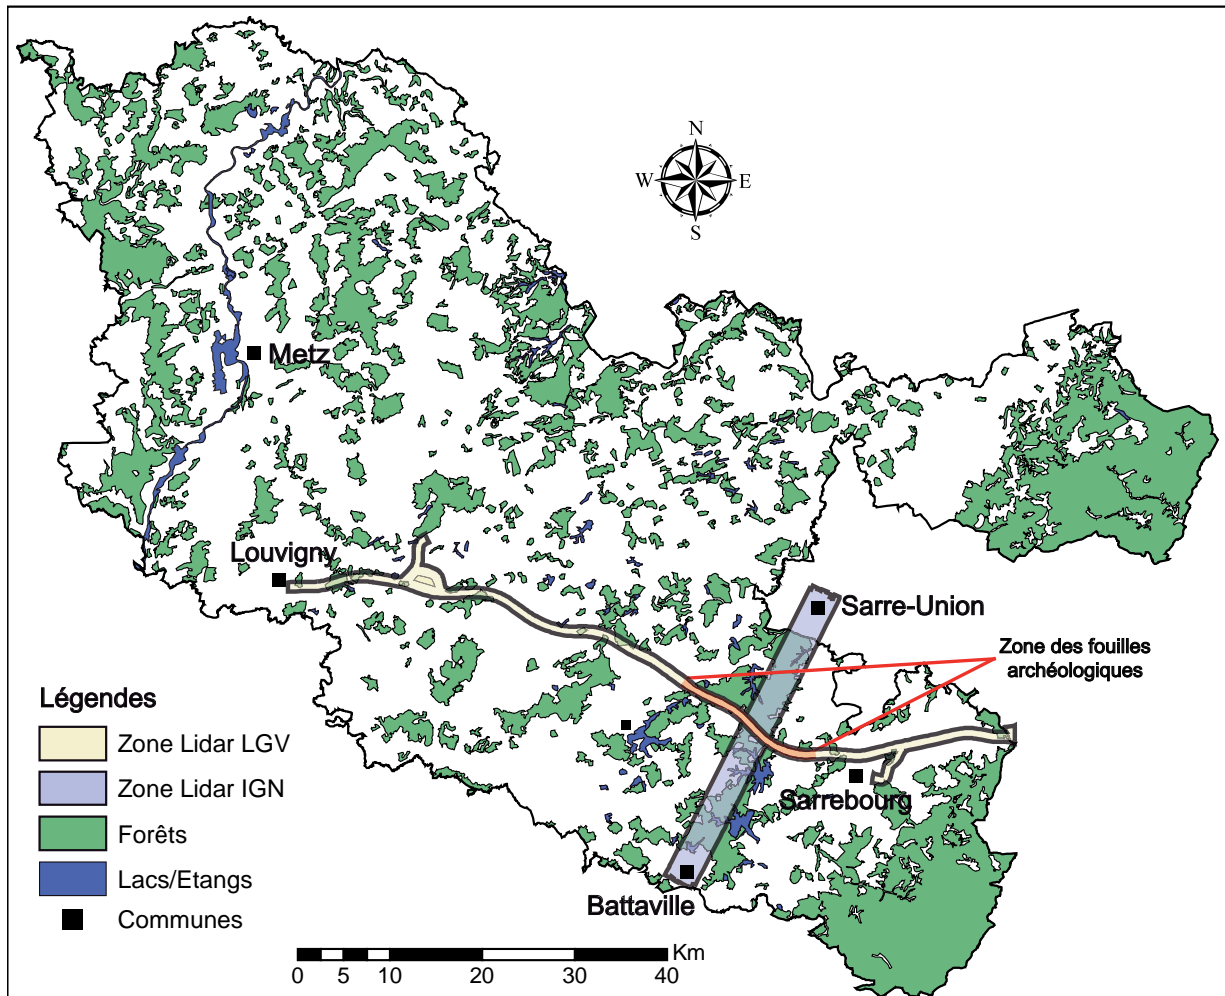 N
W E
S
Metz
Louvigny
Sarre-Union
Zone des fouilles
archéologiques
Légendes
Zone Lidar LGV
Zone Lidar IGN
Forêts
Lacs/Etangs
Communes
Sarrebourg
Battaville
Km
0 5 10 20 30 40